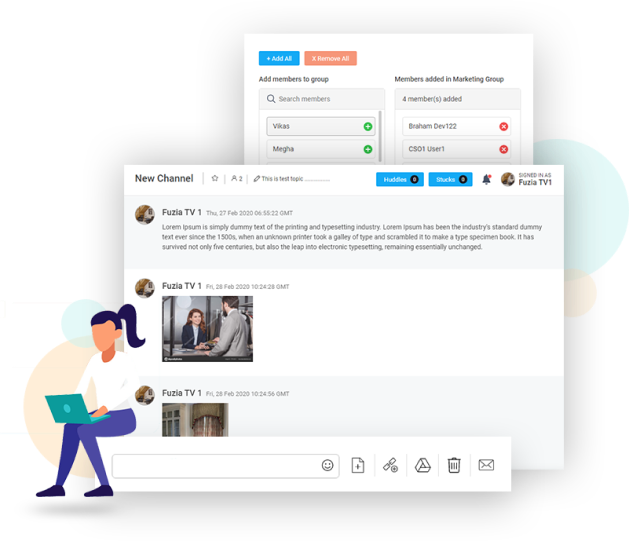 + Add All
X Remove All
Add members to group
Members added in Marketing Group
Search members
4 member(s) added
Vikas
Braham Dev122
Megha
CSO1 User1
New Channel
2
This is test topic ................
Huddles 0
Stucks 0
SIGNED IN AS
Fuzia TV1
Fuzia TV 1 Thu, 27 Feb 2020 06:55:22 GMT
Lorem Ipsum is simply dummy text of the printing and typesetting industry. Lorem Ipsum has been the industry's standard dummy
text ever since the 1500s, when an unknown printer took a galley of type and scrambled it to make a type specimen book. It has
survived not only five centuries, but also the leap into electronic typesetting, remaining essentially unchanged.
Fuzia TV 1 Fri, 28 Feb 2020 10:24:28 GMT
Fuzia TV 1 Fri, 28 Feb 2020 10:24:56 GMT